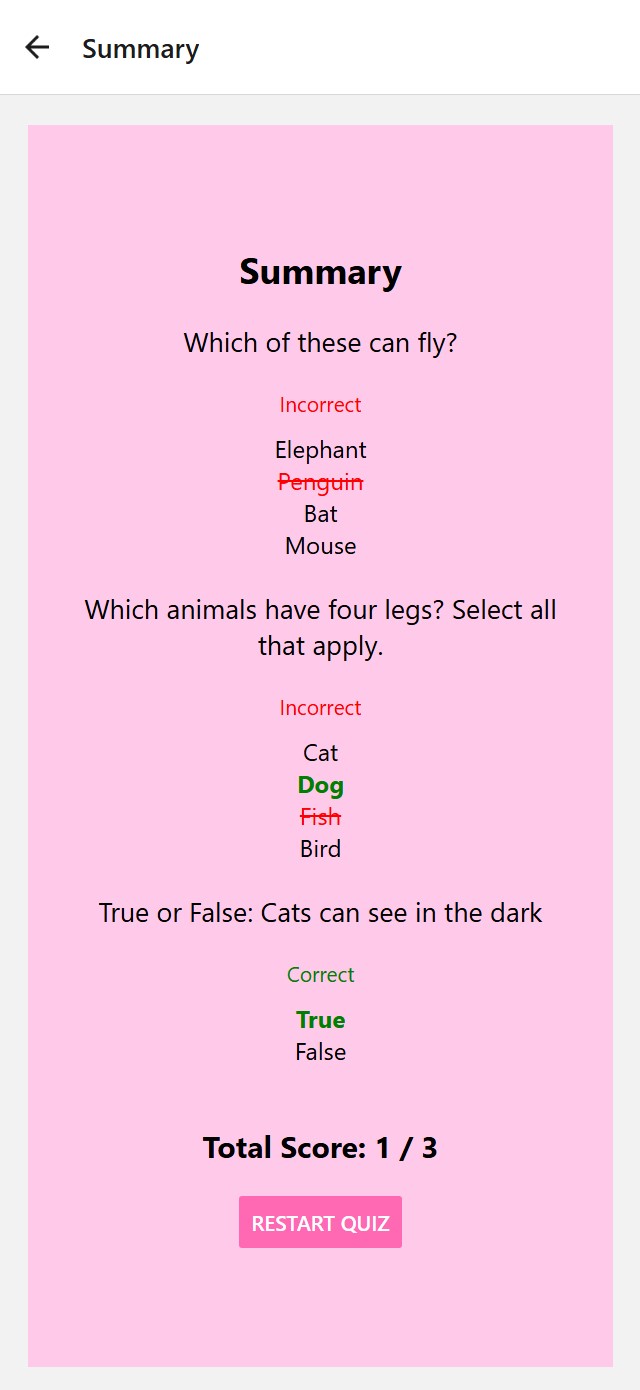 Summary
Summary
Which of these can fly?
Incorrect
Elephant
Penguin
Bat
Mouse
Which animals have four legs? Select all
that apply.
Incorrect
Cat
Dog
Fish
Bird
True or False: Cats can see in the dark
Correct
True
False
Total Score: 1 / 3
RESTART QUIZ